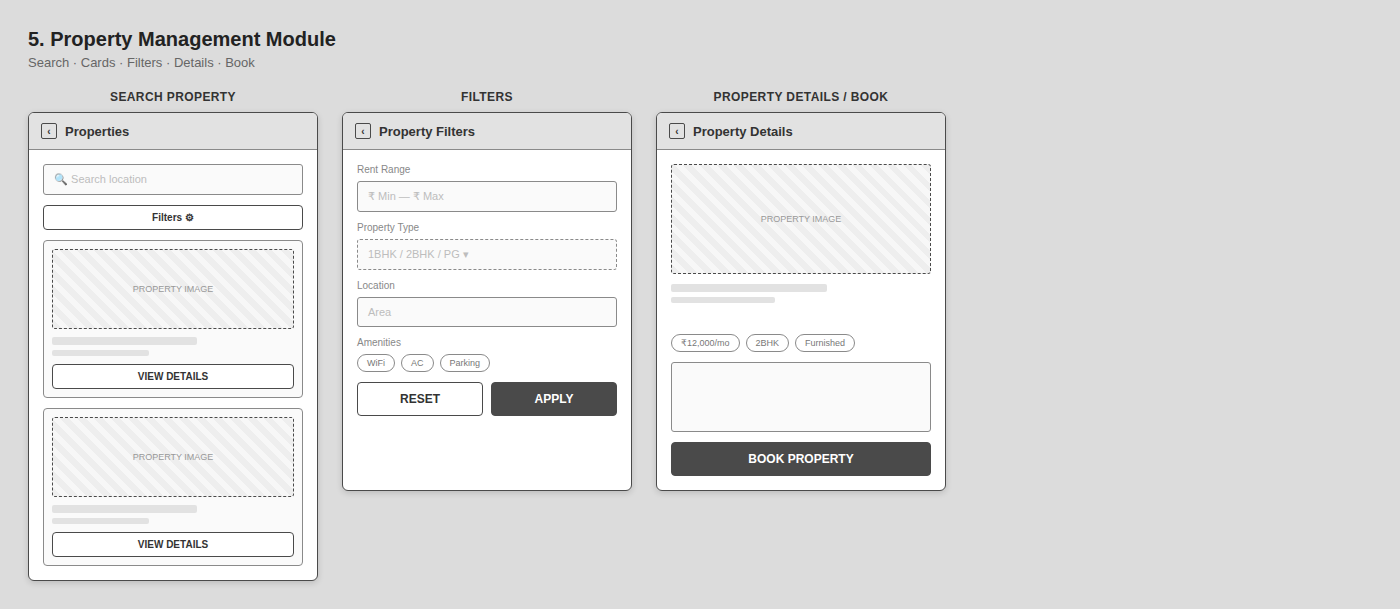 5. Property Management Module
Search · Cards · Filters · Details · Book
SEARCH PROPERTY
‹ Properties
🔍 Search location
Filters ⚙
PROPERTY IMAGE
VIEW DETAILS
PROPERTY IMAGE
VIEW DETAILS
FILTERS
‹ Property Filters
Rent Range
₹ Min — ₹ Max
Property Type
1BHK / 2BHK / PG ▾
Location
Area
Amenities
WiFi AC Parking
RESET APPLY
PROPERTY DETAILS / BOOK
‹ Property Details
PROPERTY IMAGE
₹12,000/mo 2BHK Furnished
BOOK PROPERTY